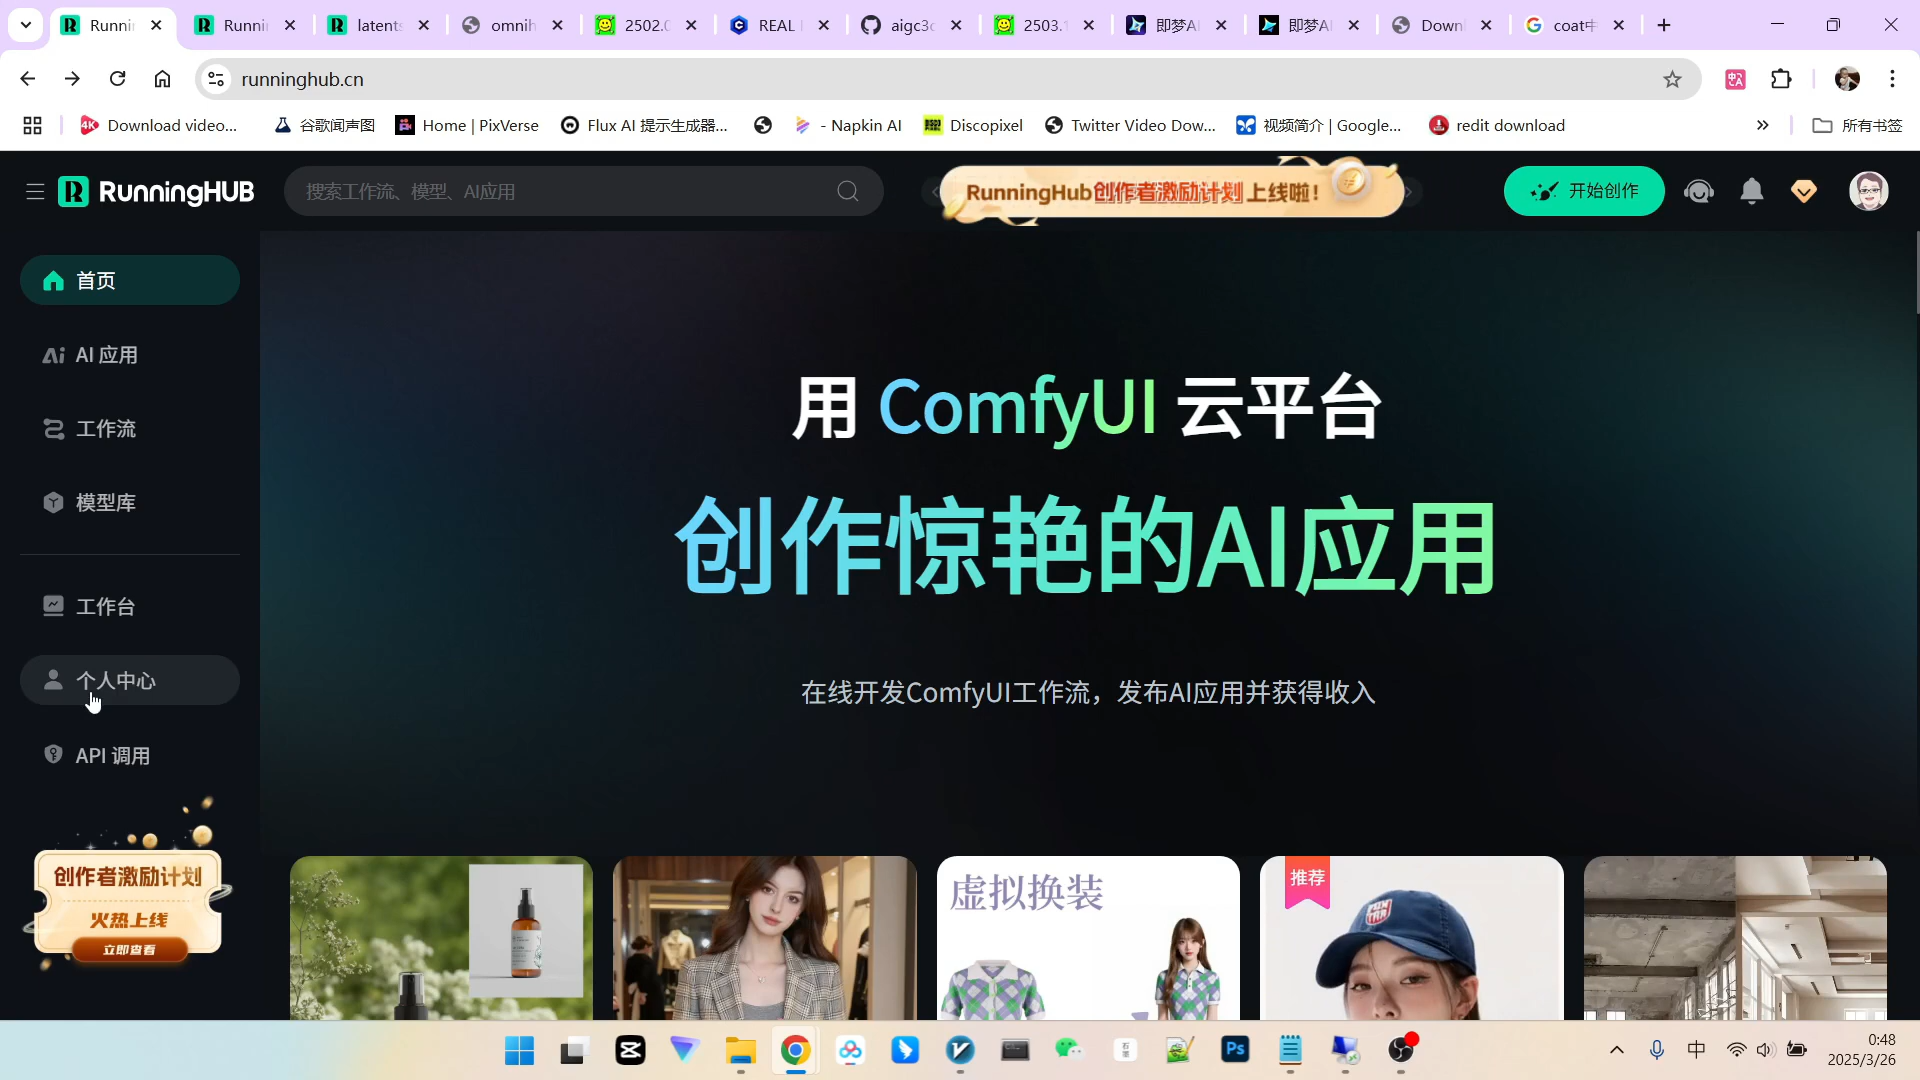 Runni
Runni
latents
omnih
2502.0
REAL
aigc3d
2503.1
即梦AI
即梦AI
Down
coat中
runninghub.cn
Download video...
谷歌闻声图
Home | PixVerse
Flux AI 提示生成器...
- Napkin AI
Discopixel
Twitter Video Dow...
视频简介 | Google...
redit download
所有书签
RunningHUB
搜索工作流、模型、AI应用
RunningHub创作者激励计划 上线啦！
开始创作
首页
AI 应用
工作流
模型库
工作台
个人中心
API 调用
创作者激励计划
火热上线
立即查看
用 ComfyUI 云平台
创作惊艳的AI应用
在线开发ComfyUI工作流，发布AI应用并获得收入
虚拟换装
推荐
中
0:48
2025/3/26